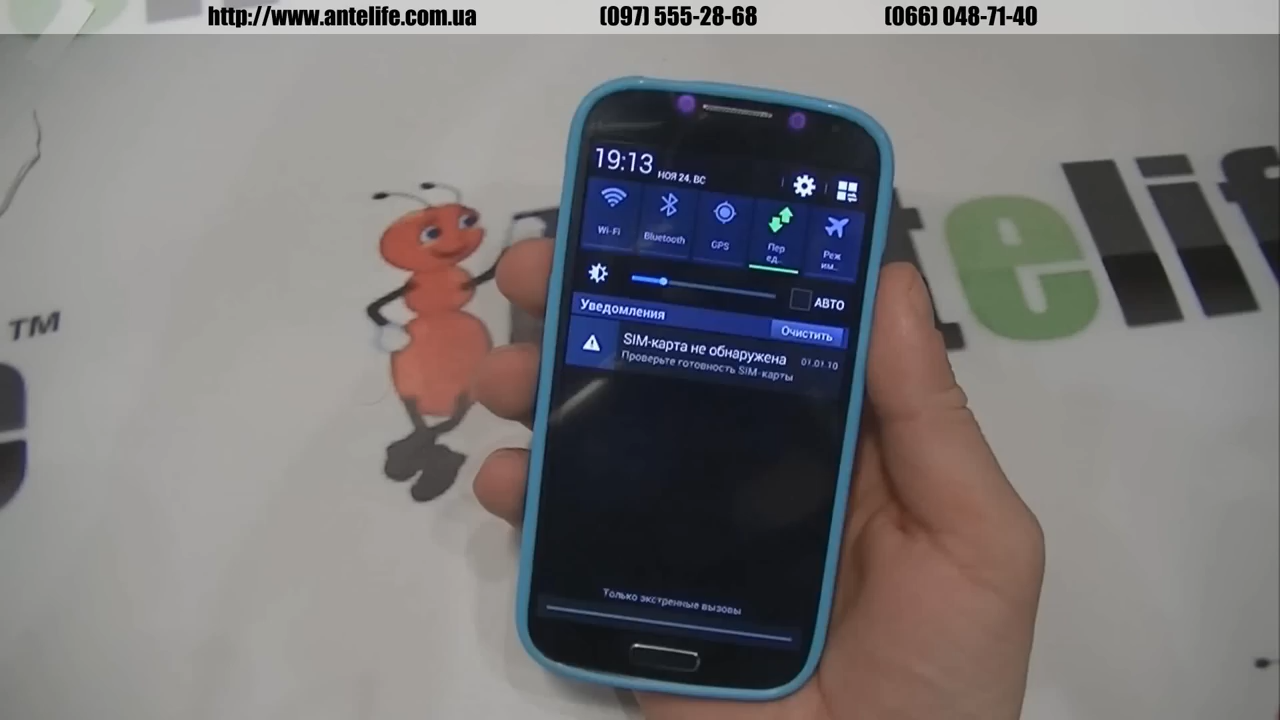 http://www.antelife.com.ua (097) 555-28-68 (066) 048-71-40
19:13 НОЯ 24, ВС
Wi-Fi Bluetooth GPS Пер ед.. Реж им..
АВТО
Уведомления
Очистить
SIM-карта не обнаружена 01.01.10
Проверьте готовность SIM-карты
Только экстренные вызовы
TM
e
telif